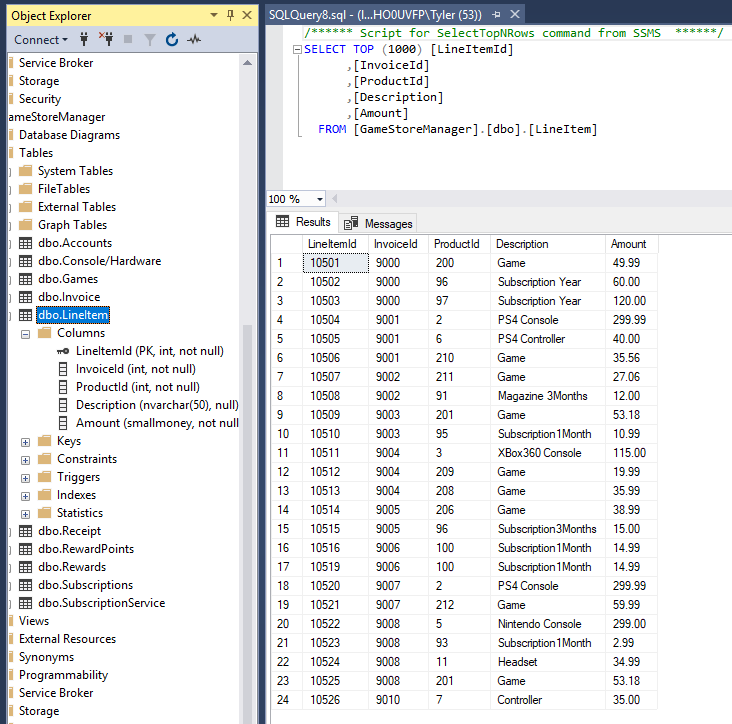 Object Explorer
Connect
Service Broker
Storage
Security
ameStoreManager
Database Diagrams
Tables
System Tables
FileTables
External Tables
Graph Tables
dbo.Accounts
dbo.Console/Hardware
dbo.Games
dbo.Invoice
dbo.LineItem
Columns
LineItemId (PK, int, not null)
InvoiceId (int, not null)
ProductId (int, not null)
Description (nvarchar(50), null)
Amount (smallmoney, not null
Keys
Constraints
Triggers
Indexes
Statistics
dbo.Receipt
dbo.RewardPoints
dbo.Rewards
dbo.Subscriptions
dbo.SubscriptionService
Views
External Resources
Synonyms
Programmability
Service Broker
Storage
SQLQuery8.sql - (l...HO0UVFP\Tyler (53))
/****** Script for SelectTopNRows command from SSMS ******/
SELECT TOP (1000) [LineItemId]
,[InvoiceId]
,[ProductId]
,[Description]
,[Amount]
FROM [GameStoreManager].[dbo].[LineItem]
100 %
Results Messages
LineItemId InvoiceId ProductId Description Amount
1 10501 9000 200 Game 49.99
2 10502 9000 96 Subscription Year 60.00
3 10503 9000 97 Subscription Year 120.00
4 10504 9001 2 PS4 Console 299.99
5 10505 9001 6 PS4 Controller 40.00
6 10506 9001 210 Game 35.56
7 10507 9002 211 Game 27.06
8 10508 9002 91 Magazine 3Months 12.00
9 10509 9003 201 Game 53.18
10 10510 9003 95 Subscription1Month 10.99
11 10511 9004 3 XBox360 Console 115.00
12 10512 9004 209 Game 19.99
13 10513 9004 208 Game 35.99
14 10514 9005 206 Game 38.99
15 10515 9005 96 Subscription3Months 15.00
16 10516 9006 100 Subscription1Month 14.99
17 10519 9006 100 Subscription1Month 14.99
18 10520 9007 2 PS4 Console 299.99
19 10521 9007 212 Game 59.99
20 10522 9008 5 Nintendo Console 299.00
21 10523 9008 93 Subscription1Month 2.99
22 10524 9008 11 Headset 34.99
23 10525 9008 201 Game 53.18
24 10526 9010 7 Controller 35.00